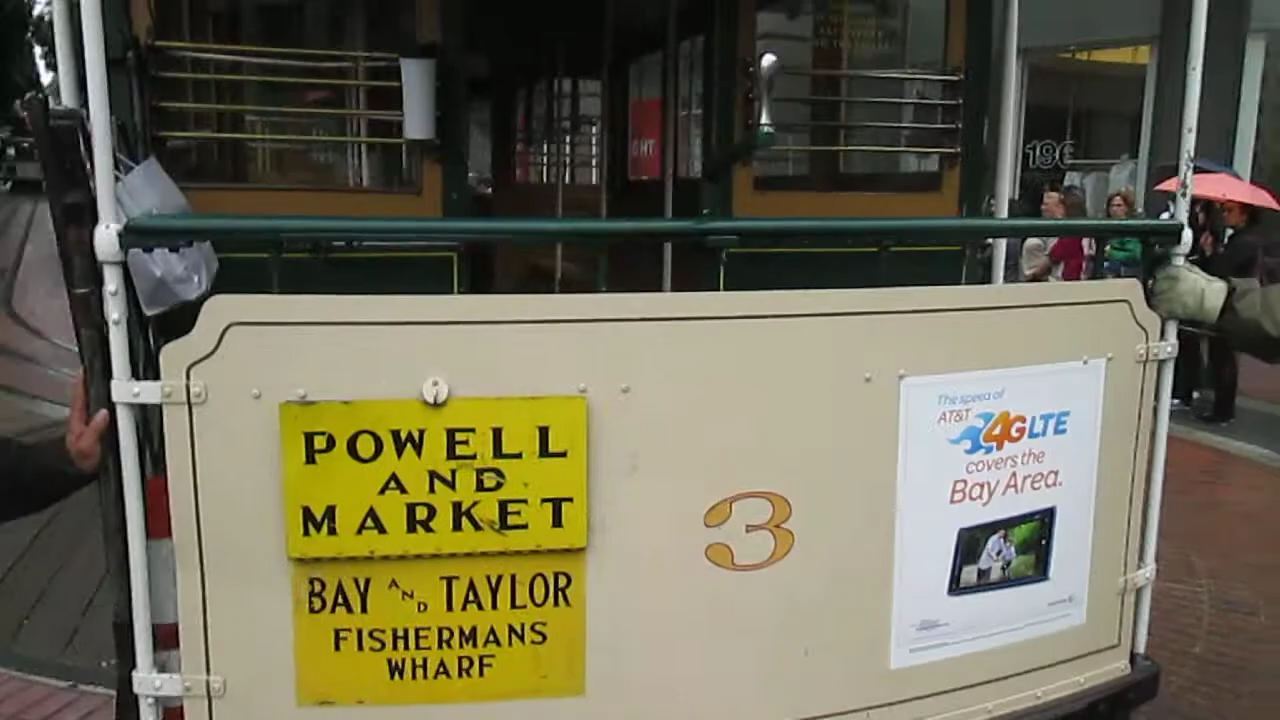 GHT
POWELL
AND
MARKET
BAY AND TAYLOR
FISHERMANS
WHARF
3
The speed of
AT&T
4G LTE
covers the
Bay Area.